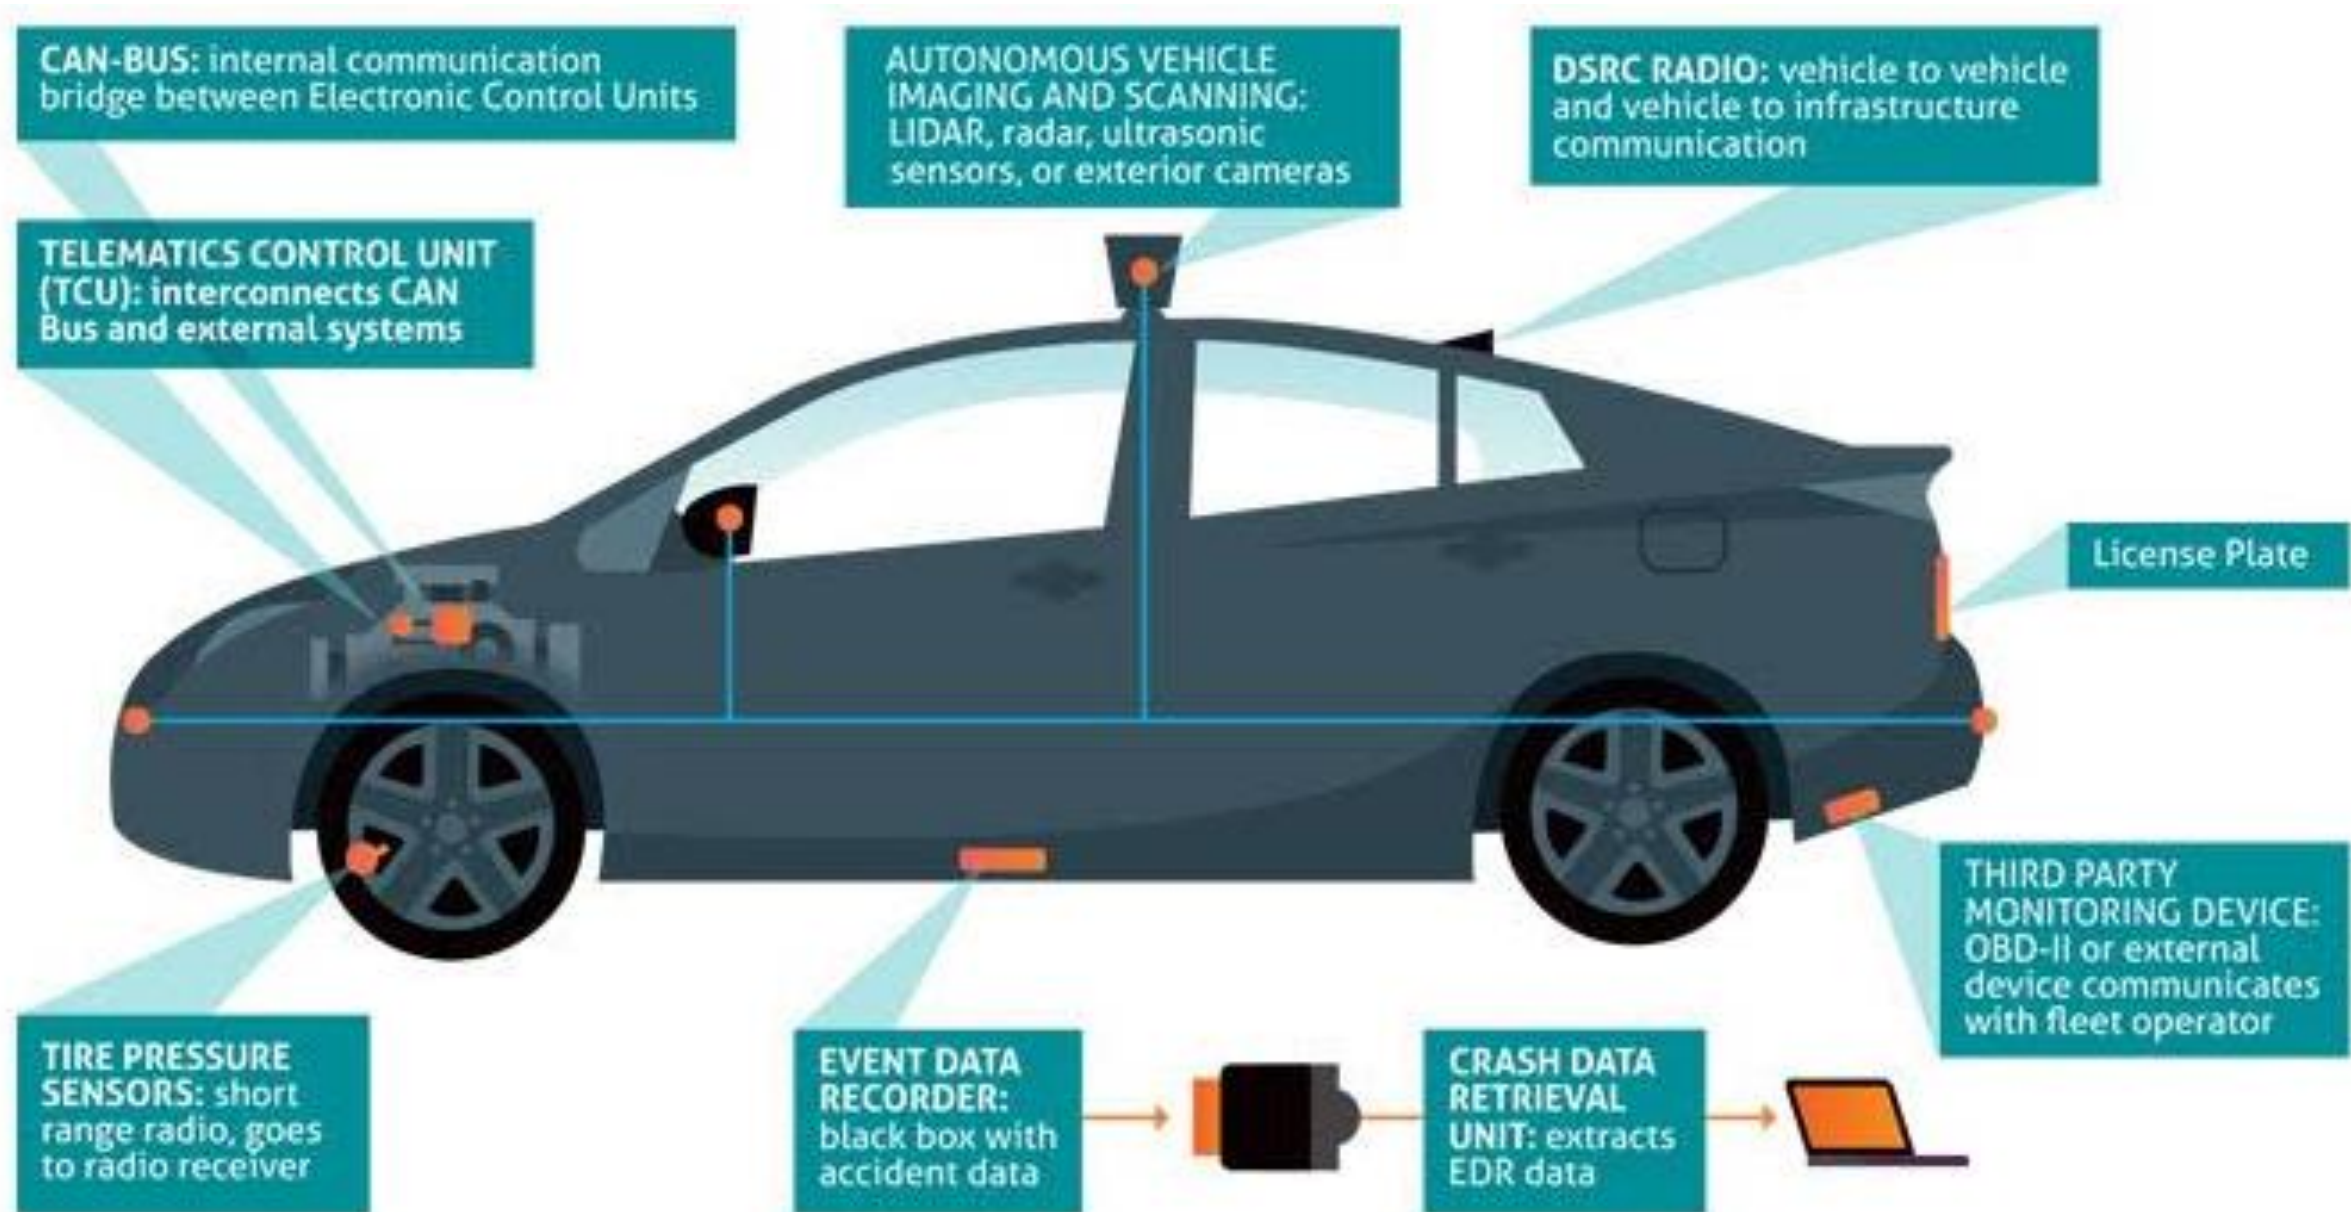 CAN-BUS: internal communication
bridge between Electronic Control Units
AUTONOMOUS VEHICLE
IMAGING AND SCANNING:
LIDAR, radar, ultrasonic
sensors, or exterior cameras
DSRC RADIO: vehicle to vehicle
and vehicle to infrastructure
communication
TELEMATICS CONTROL UNIT
(TCU): interconnects CAN
Bus and external systems
License Plate
THIRD PARTY
MONITORING DEVICE:
OBD-II or external
device communicates
with fleet operator
TIRE PRESSURE
SENSORS: short
range radio, goes
to radio receiver
EVENT DATA
RECORDER:
black box with
accident data
CRASH DATA
RETRIEVAL
UNIT: extracts
EDR data